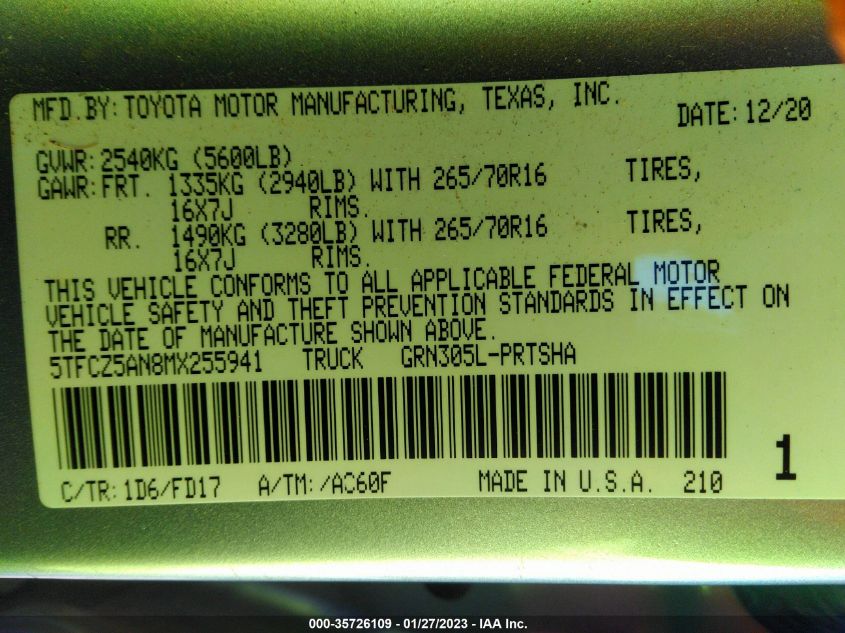 MFD.BY:TOYOTA MOTOR MANUFACTURING, TEXAS, INC.
DATE:12/20
GVWR:2540KG (5600LB)
GAWR:FRT. 1335KG (2940LB) WITH 265/70R16 TIRES,
16X7J RIMS.
RR. 1490KG (3280LB) WITH 265/70R16 TIRES,
16X7J RIMS.
THIS VEHICLE CONFORMS TO ALL APPLICABLE FEDERAL MOTOR
VEHICLE SAFETY AND THEFT PREVENTION STANDARDS IN EFFECT ON
THE DATE OF MANUFACTURE SHOWN ABOVE.
5TFCZ5AN8MX255941 TRUCK GRN305L-PRTSHA
1
C/TR:1D6/FD17 A/TM:/AC60F MADE IN U.S.A. 210
000-35726109 - 01/27/2023 - IAA Inc.